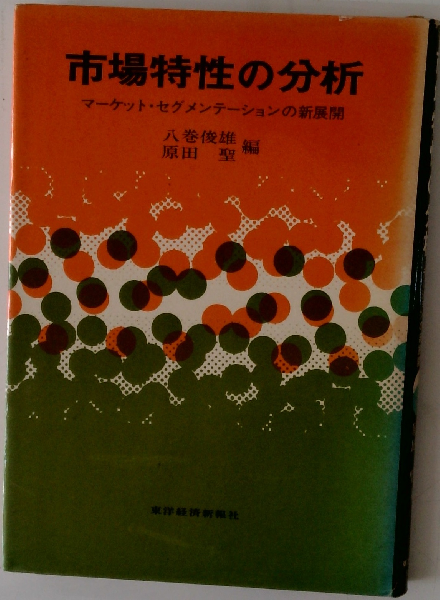 市場特性の分析
マーケット・セグメンテーションの新展開
八巻俊雄
原田 聖 編
東洋経済新報社